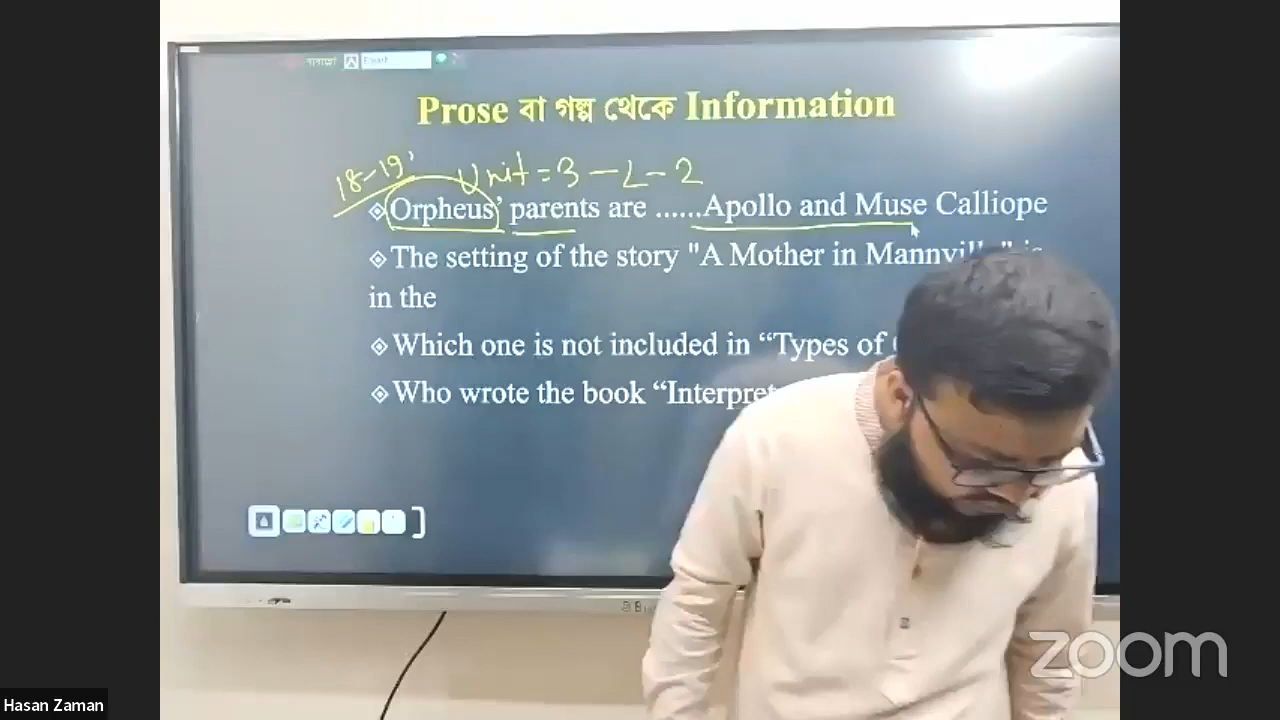 Prose বা গল্প থেকে Information
18-19' Unit = 3 - L - 2
Orpheus' parents are ......Apollo and Muse Calliope
The setting of the story "A Mother in Mannville" is
in the
Which one is not included in “Types of
Who wrote the book “Interpret
zoom
Hasan Zaman